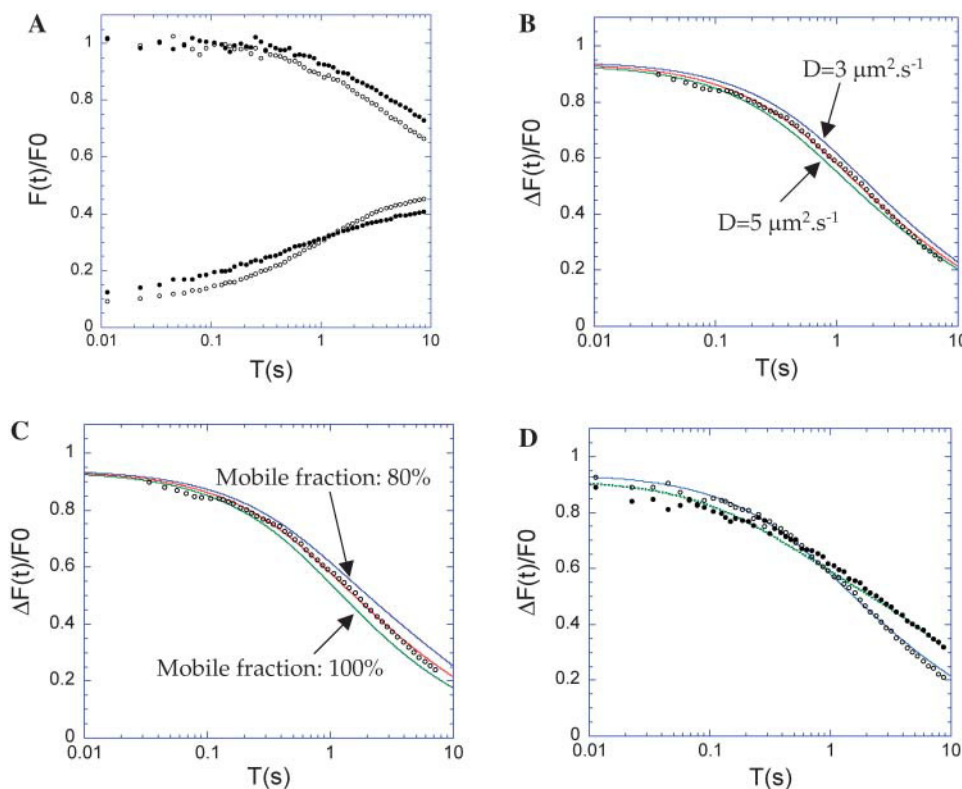 A
F(t)/F0
1
0.8
0.6
0.4
0.2
0
0.01
0.1
1
10
T(s)
B
ΔF(t)/F0
1
0.8
0.6
0.4
0.2
0
D=3 μm².s⁻¹
D=5 μm².s⁻¹
0.01
0.1
1
10
T(s)
C
ΔF(t)/F0
1
0.8
0.6
0.4
0.2
0
Mobile fraction: 80%
Mobile fraction: 100%
0.01
0.1
1
10
T(s)
D
ΔF(t)/F0
1
0.8
0.6
0.4
0.2
0
0.01
0.1
1
10
T(s)